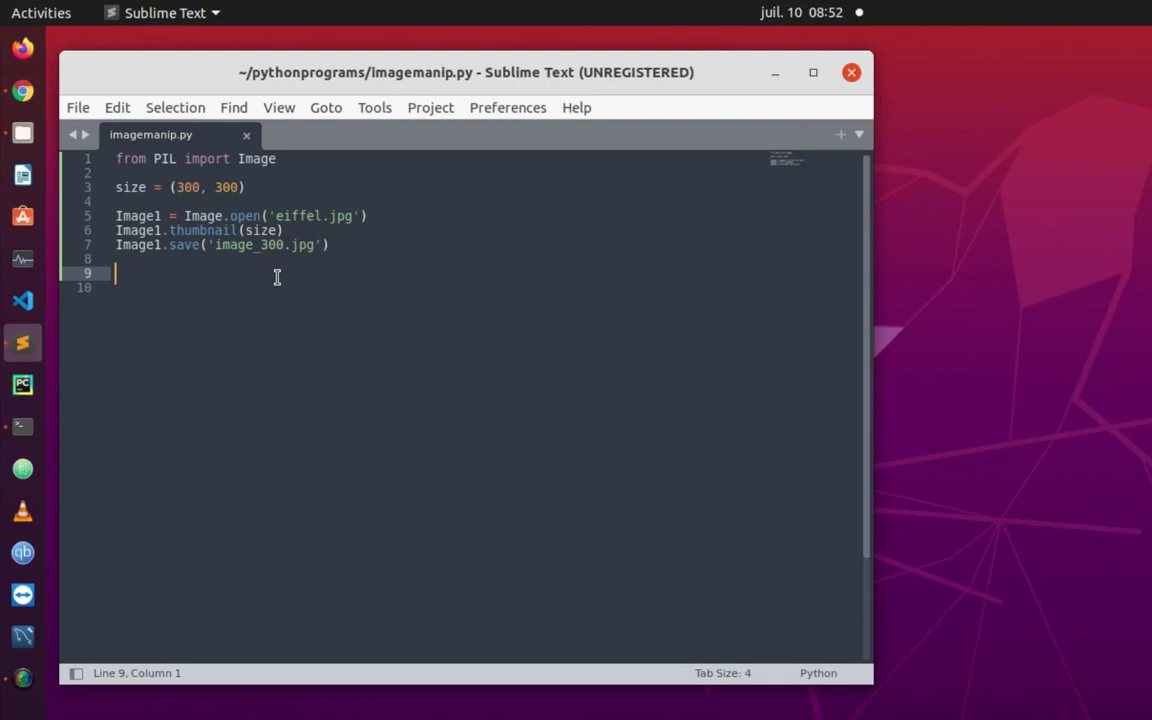 Activities Sublime Text juil. 10 08:52
~/pythonprograms/imagemanip.py - Sublime Text (UNREGISTERED)
File Edit Selection Find View Goto Tools Project Preferences Help
imagemanip.py
1 from PIL import Image
2
3 size = (300, 300)
4
5 Image1 = Image.open('eiffel.jpg')
6 Image1.thumbnail(size)
7 Image1.save('image_300.jpg')
8
9
10
PC
qb
Line 9, Column 1 Tab Size: 4 Python